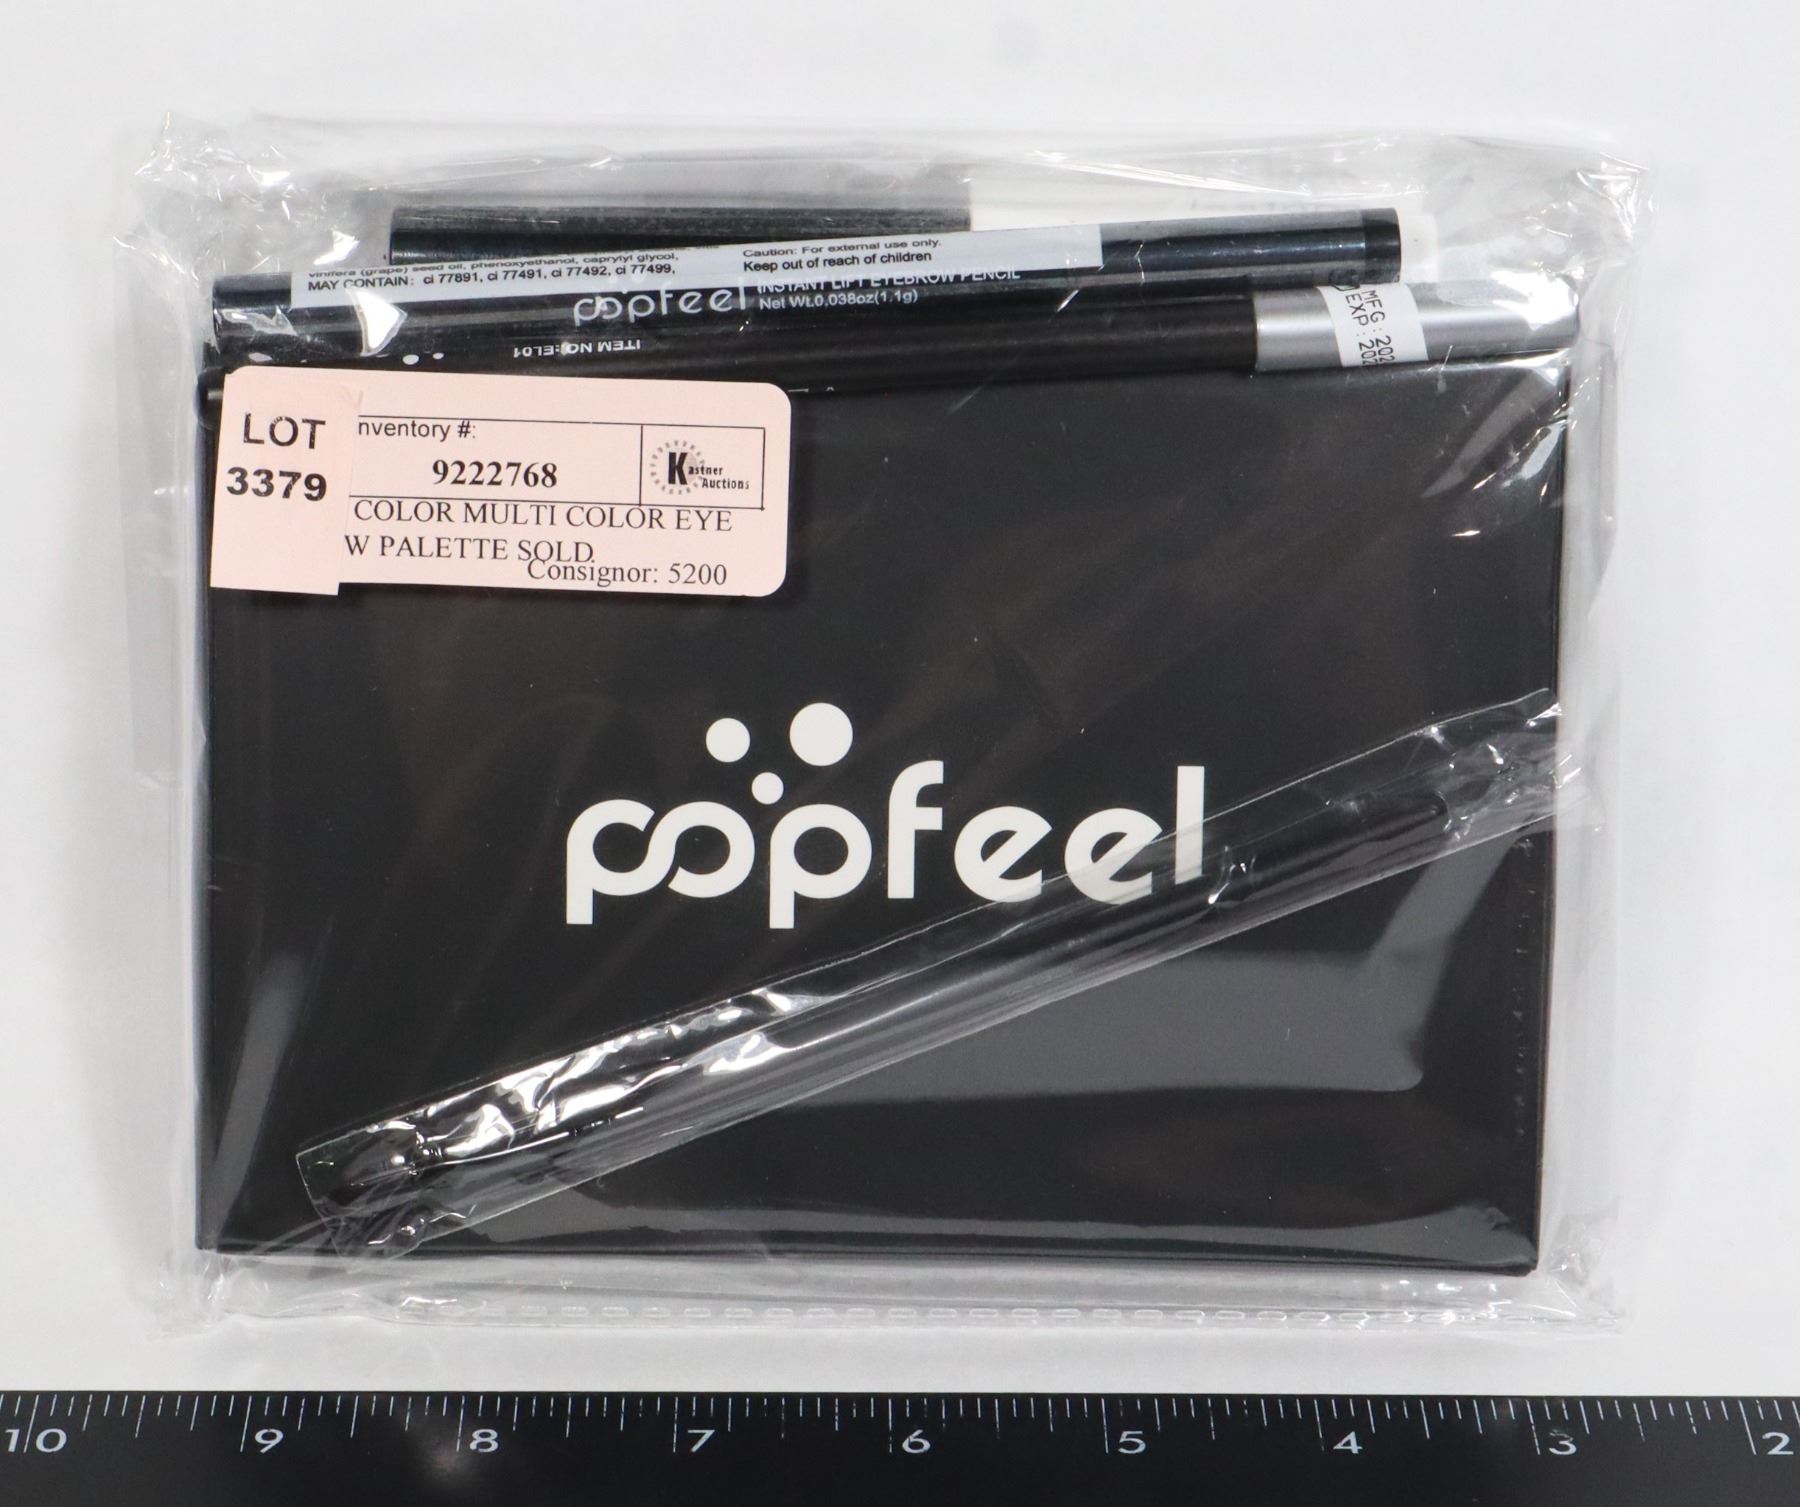 Caution: For external use only.
vinifera (grape) seed oil, phenoxyethanol, caprylyl glycol,
Keep out of reach of children
MAY CONTAIN: ci 77891, ci 77491, ci 77492, ci 77499,
popfeel
INSTANT LIFT EYEBROW PENCIL
Net Wt.0.038oz(1.1g)
MFG: 202
EXP: 202
ITEM NO:EL01
LOT
3379
nventory #:
9222768
Kastner
Auctions
COLOR MULTI COLOR EYE
W PALETTE SOLD.
Consignor: 5200
popfeel
10 9 8 7 6 5 4 3 2